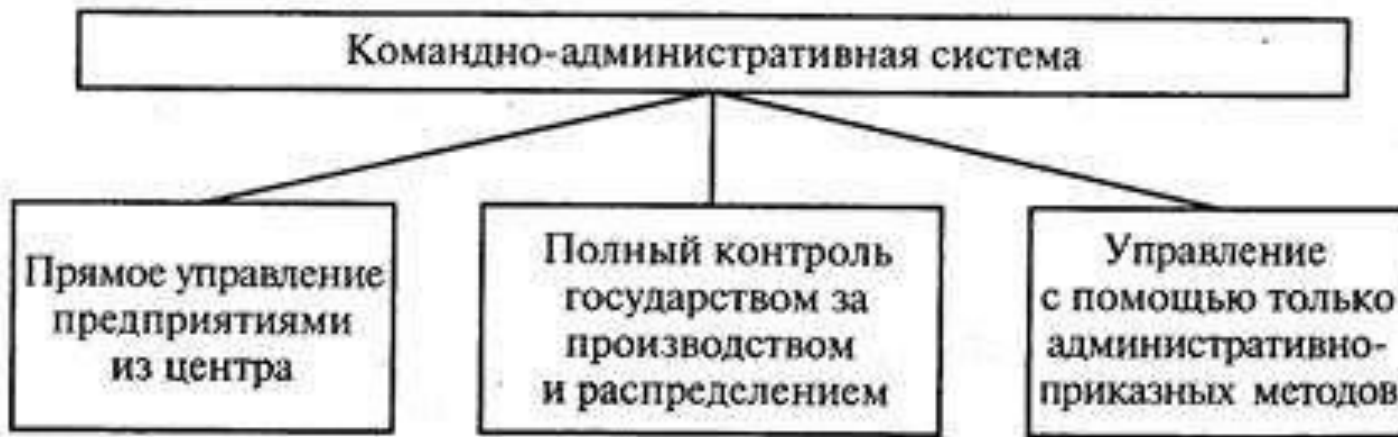 Командно-административная система
Прямое управление
предприятиями
из центра
Полный контроль
государством за
производством
и распределением
Управление
с помощью только
административно-
приказных методов